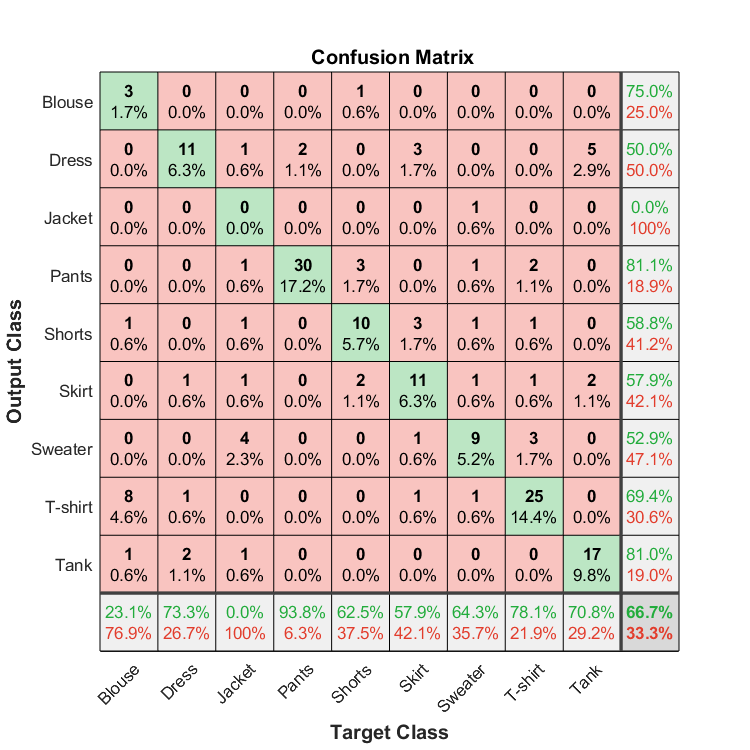 Confusion Matrix
Blouse 3 0 0 0 1 0 0 0 0 75.0%
1.7% 0.0% 0.0% 0.0% 0.6% 0.0% 0.0% 0.0% 0.0% 25.0%
Dress 0 11 1 2 0 3 0 0 5 50.0%
0.0% 6.3% 0.6% 1.1% 0.0% 1.7% 0.0% 0.0% 2.9% 50.0%
Jacket 0 0 0 0 0 0 1 0 0 0.0%
0.0% 0.0% 0.0% 0.0% 0.0% 0.0% 0.6% 0.0% 0.0% 100%
Pants 0 0 1 30 3 0 1 2 0 81.1%
0.0% 0.0% 0.6% 17.2% 1.7% 0.0% 0.6% 1.1% 0.0% 18.9%
Shorts 1 0 1 0 10 3 1 1 0 58.8%
0.6% 0.0% 0.6% 0.0% 5.7% 1.7% 0.6% 0.6% 0.0% 41.2%
Skirt 0 1 1 0 2 11 1 1 2 57.9%
0.0% 0.6% 0.6% 0.0% 1.1% 6.3% 0.6% 0.6% 1.1% 42.1%
Sweater 0 0 4 0 0 1 9 3 0 52.9%
0.0% 0.0% 2.3% 0.0% 0.0% 0.6% 5.2% 1.7% 0.0% 47.1%
T-shirt 8 1 0 0 0 1 1 25 0 69.4%
4.6% 0.6% 0.0% 0.0% 0.0% 0.6% 0.6% 14.4% 0.0% 30.6%
Tank 1 2 1 0 0 0 0 0 17 81.0%
0.6% 1.1% 0.6% 0.0% 0.0% 0.0% 0.0% 0.0% 9.8% 19.0%
23.1% 73.3% 0.0% 93.8% 62.5% 57.9% 64.3% 78.1% 70.8% 66.7%
76.9% 26.7% 100% 6.3% 37.5% 42.1% 35.7% 21.9% 29.2% 33.3%
Blouse Dress Jacket Pants Shorts Skirt Sweater T-shirt Tank
Target Class
Output Class